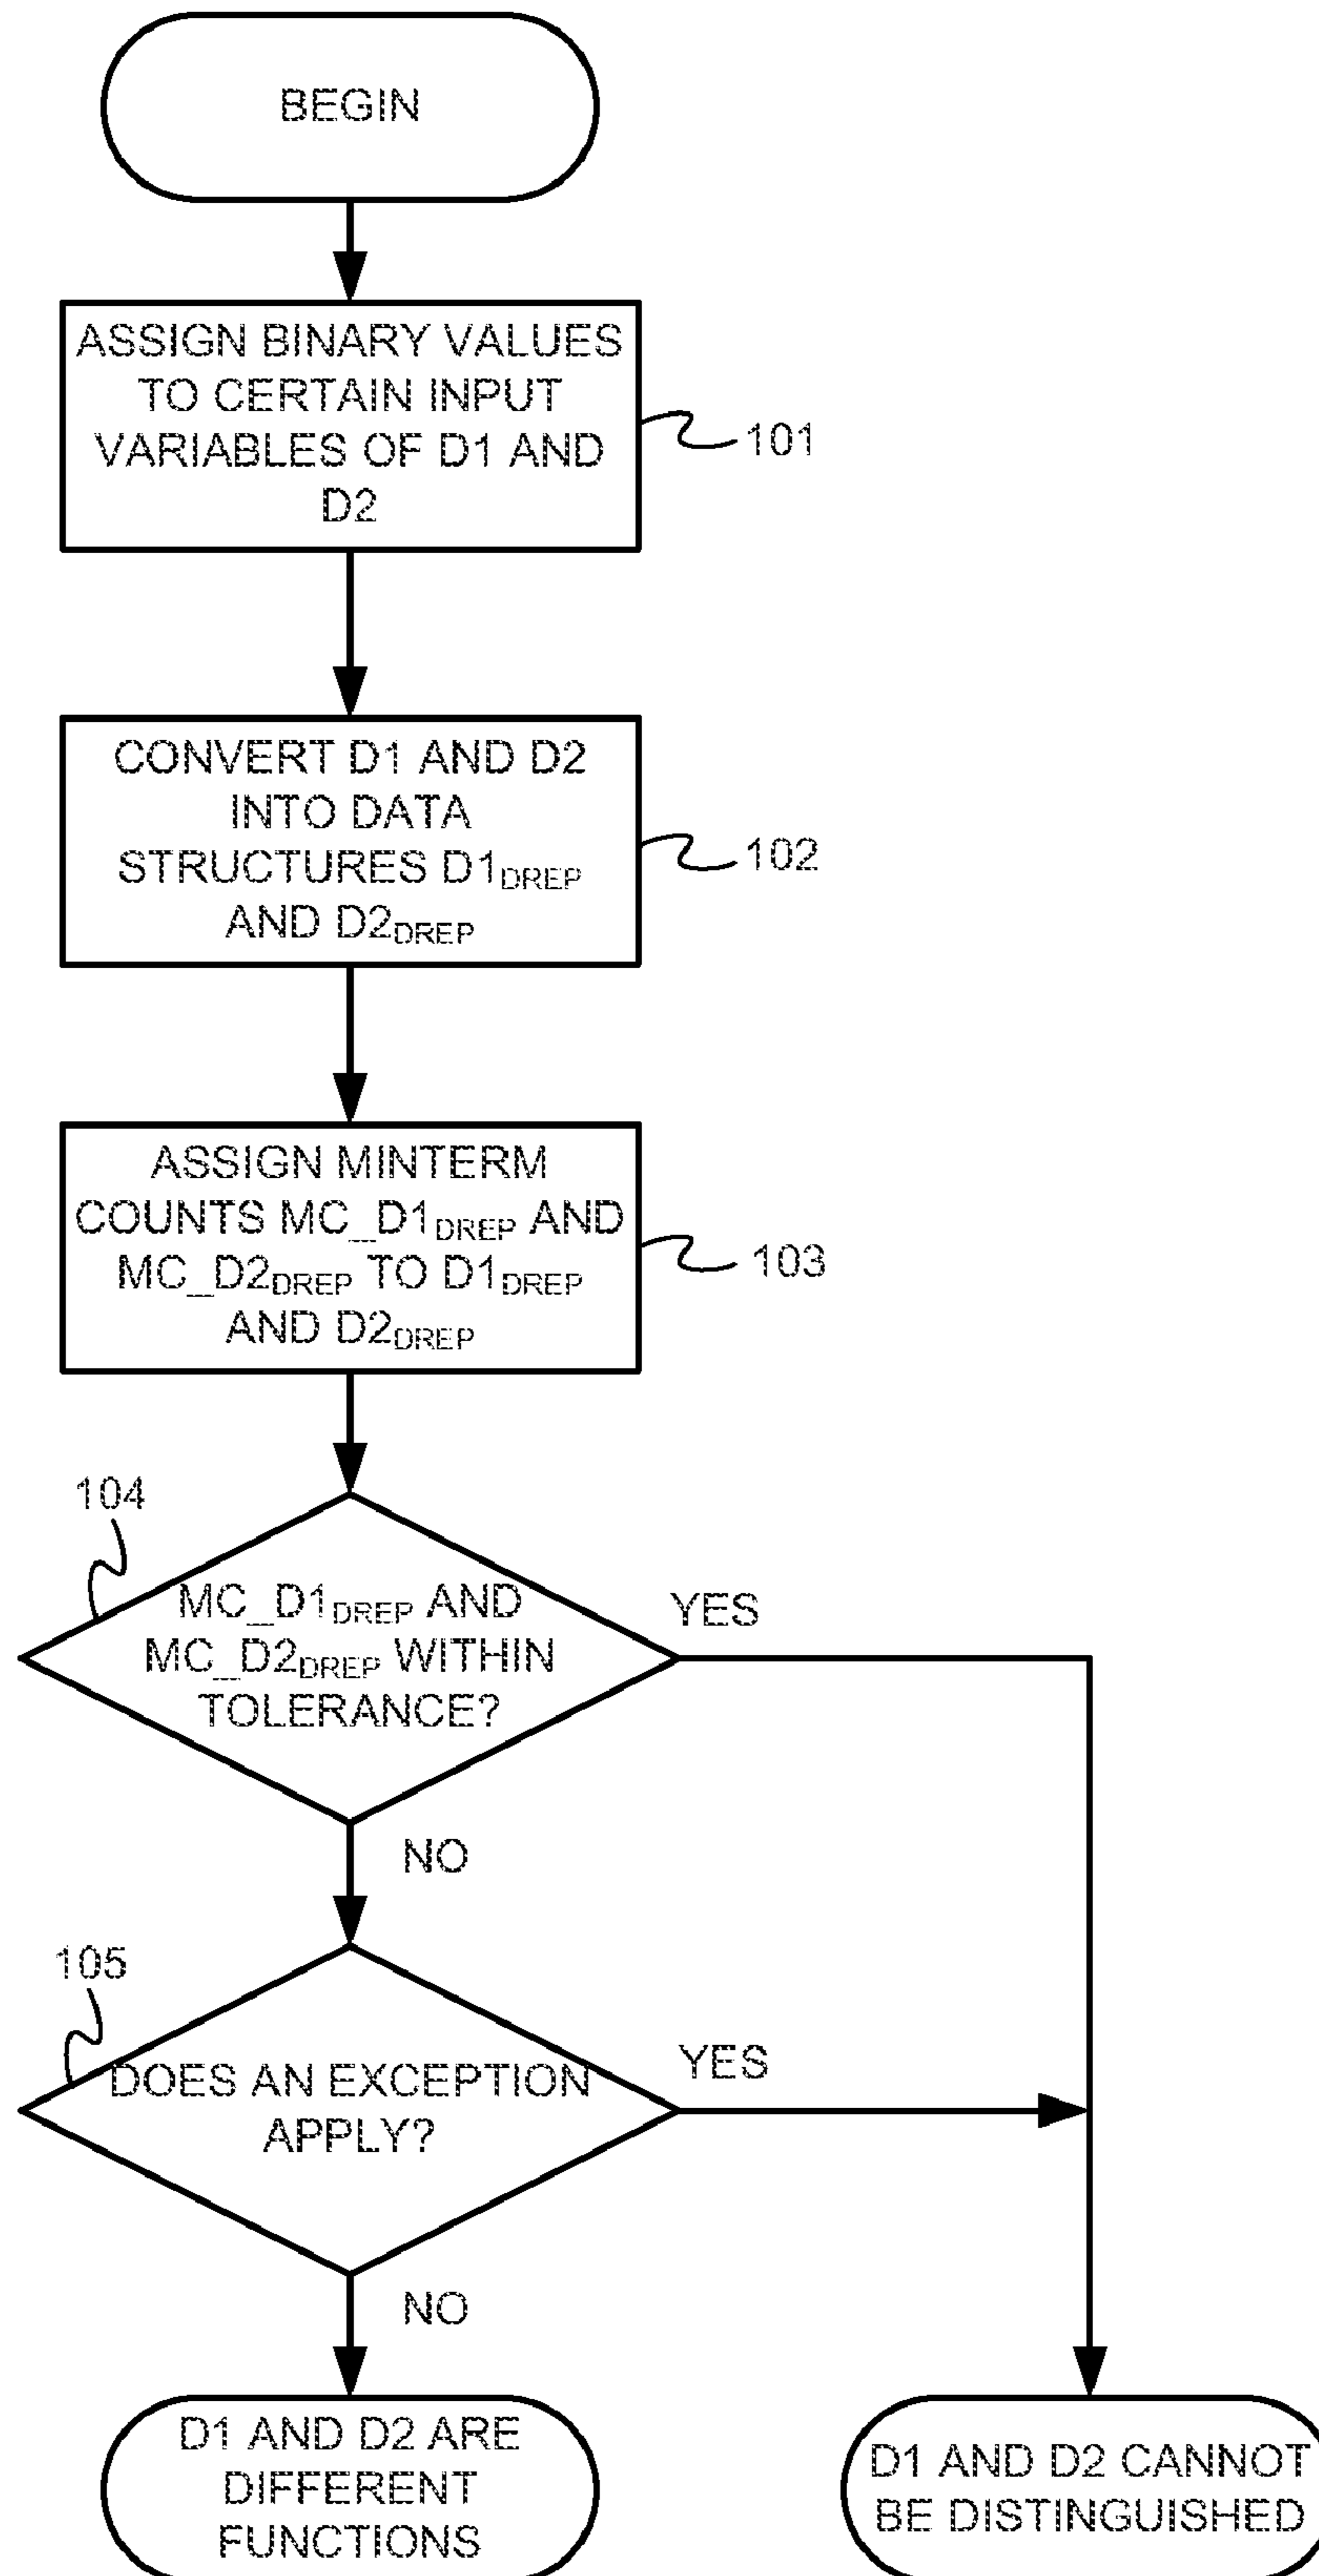 BEGIN
ASSIGN BINARY VALUES
TO CERTAIN INPUT
VARIABLES OF D1 AND
D2
101
CONVERT D1 AND D2
INTO DATA
STRUCTURES D1DREP
AND D2DREP
102
ASSIGN MINTERM
COUNTS MC_D1DREP AND
MC_D2DREP TO D1DREP
AND D2DREP
103
104
MC_D1DREP AND
MC_D2DREP WITHIN
TOLERANCE?
YES
NO
105
DOES AN EXCEPTION
APPLY?
YES
NO
D1 AND D2 ARE
DIFFERENT
FUNCTIONS
D1 AND D2 CANNOT
BE DISTINGUISHED